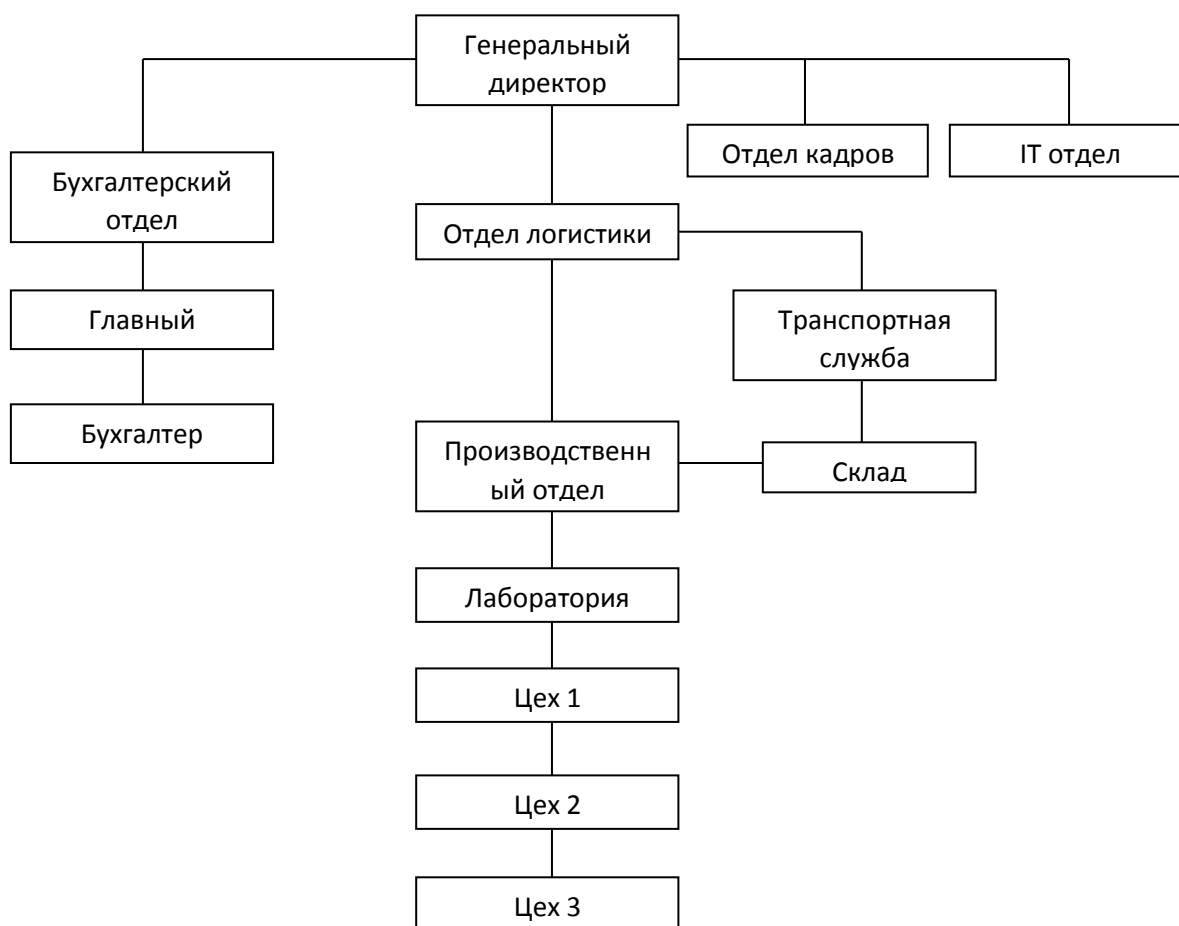 Генеральный
директор
Отдел кадров
IT отдел
Бухгалтерский
отдел
Отдел логистики
Главный
Транспортная
служба
Бухгалтер
Производственн
ый отдел
Склад
Лаборатория
Цех 1
Цех 2
Цех 3